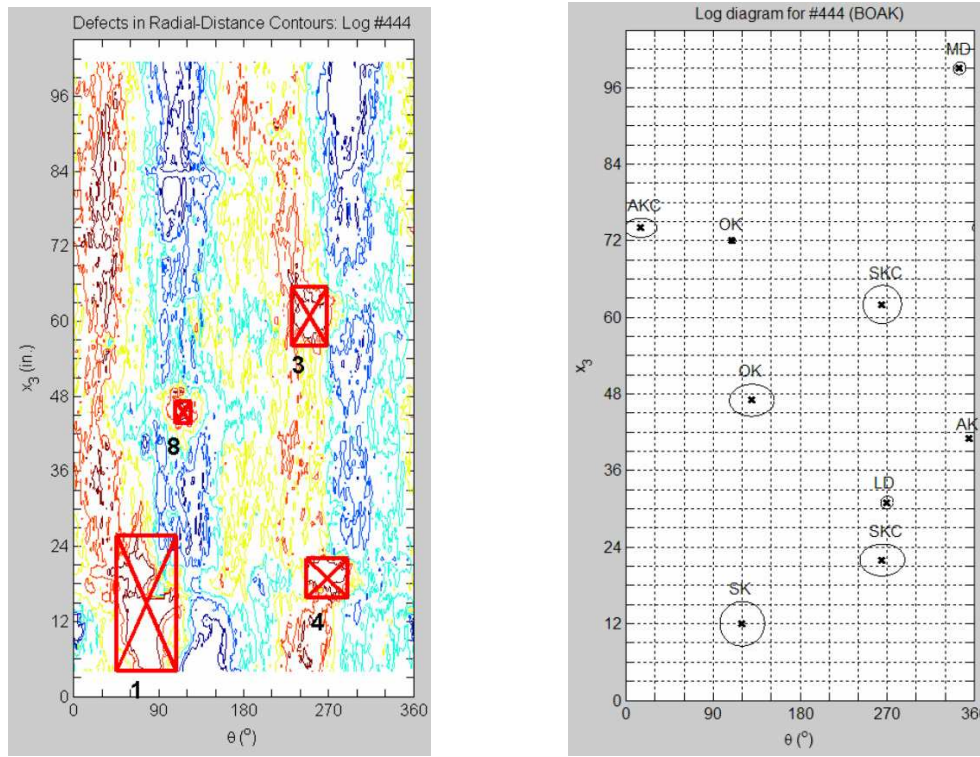 Defects in Radial-Distance Contours: Log #444
96
84
72
60
48
36
24
12
0
x3 (in.)
3
8
4
1
0 90 180 270 360
θ (°)
Log diagram for #444 (BOAK)
MD
96
84
AKC
OK
72
SKC
60
x3
OK
48
AK
36
LD
SKC
24
SK
12
0
0 90 180 270 36
θ (°)